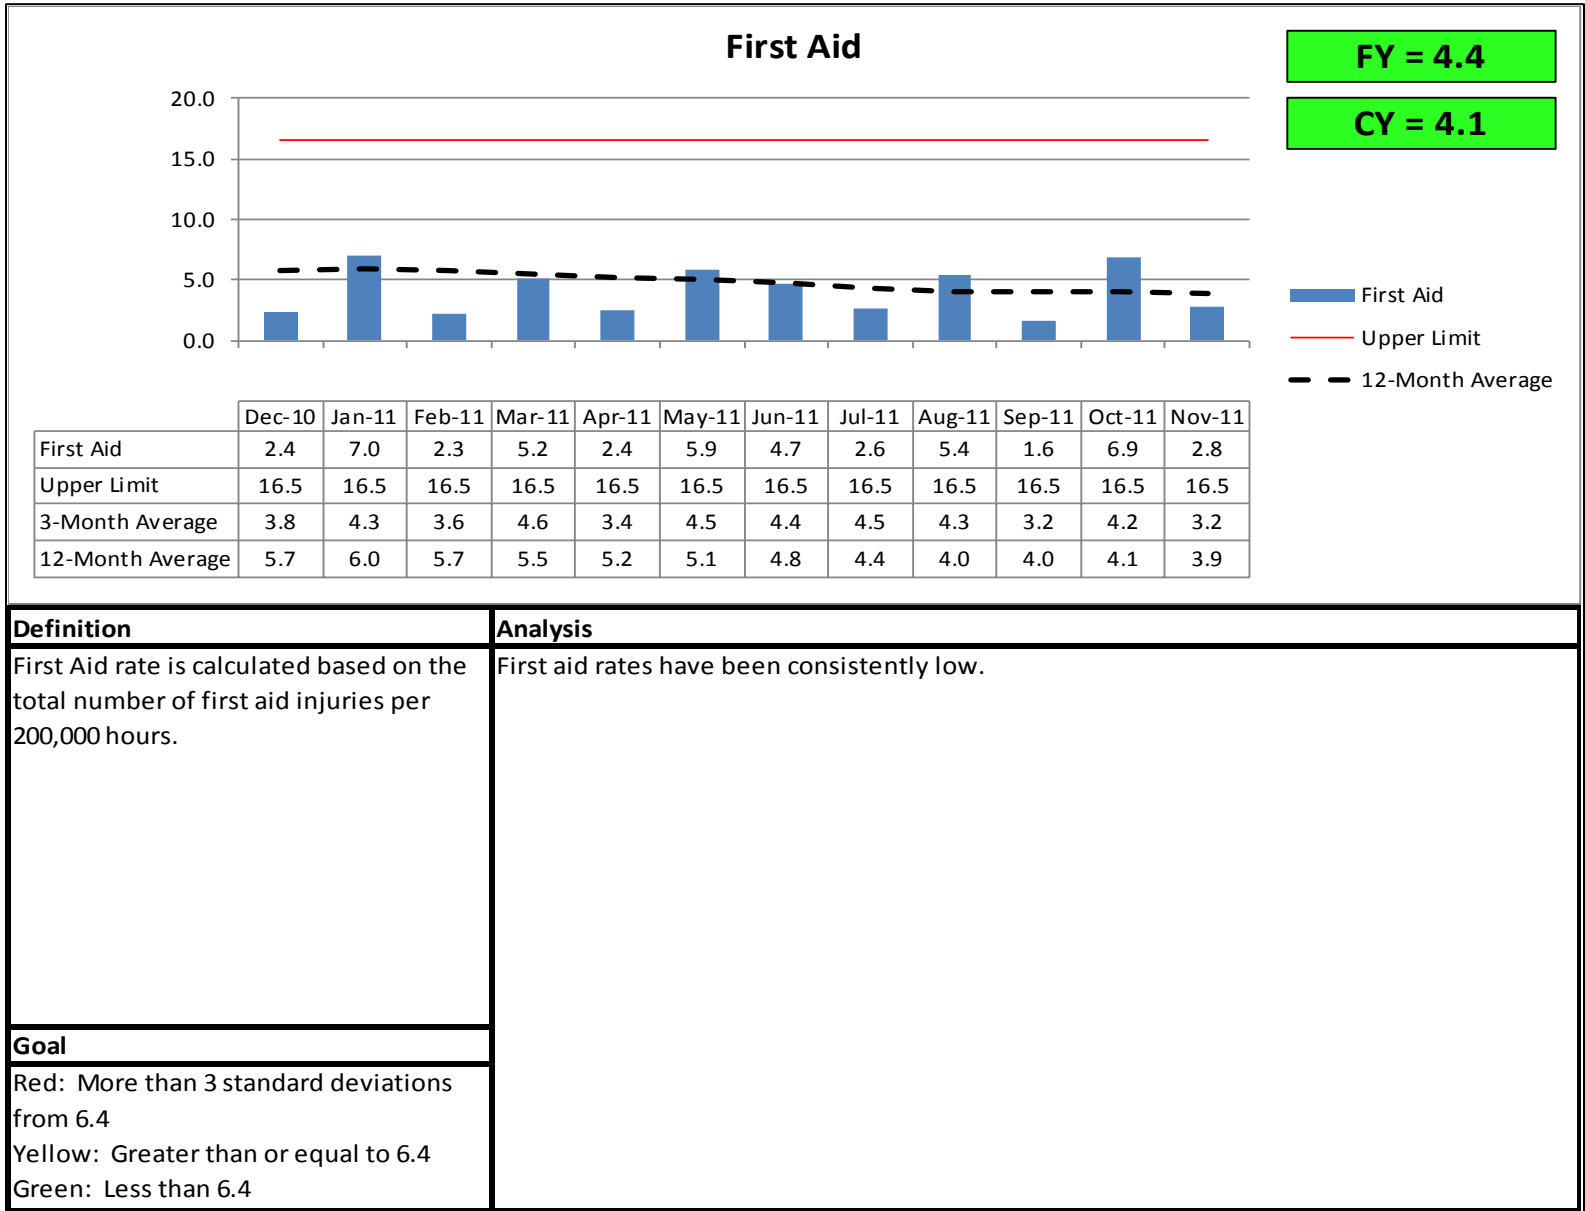 First Aid
FY = 4.4
CY = 4.1
20.0
15.0
10.0
5.0
0.0
First Aid
Upper Limit
12-Month Average
Dec-10 Jan-11 Feb-11 Mar-11 Apr-11 May-11 Jun-11 Jul-11 Aug-11 Sep-11 Oct-11 Nov-11
First Aid 2.4 7.0 2.3 5.2 2.4 5.9 4.7 2.6 5.4 1.6 6.9 2.8
Upper Limit 16.5 16.5 16.5 16.5 16.5 16.5 16.5 16.5 16.5 16.5 16.5 16.5
3-Month Average 3.8 4.3 3.6 4.6 3.4 4.5 4.4 4.5 4.3 3.2 4.2 3.2
12-Month Average 5.7 6.0 5.7 5.5 5.2 5.1 4.8 4.4 4.0 4.0 4.1 3.9
Definition
First Aid rate is calculated based on the
total number of first aid injuries per
200,000 hours.
Goal
Red:  More than 3 standard deviations
from 6.4
Yellow:  Greater than or equal to 6.4
Green:  Less than 6.4
Analysis
First aid rates have been consistently low.